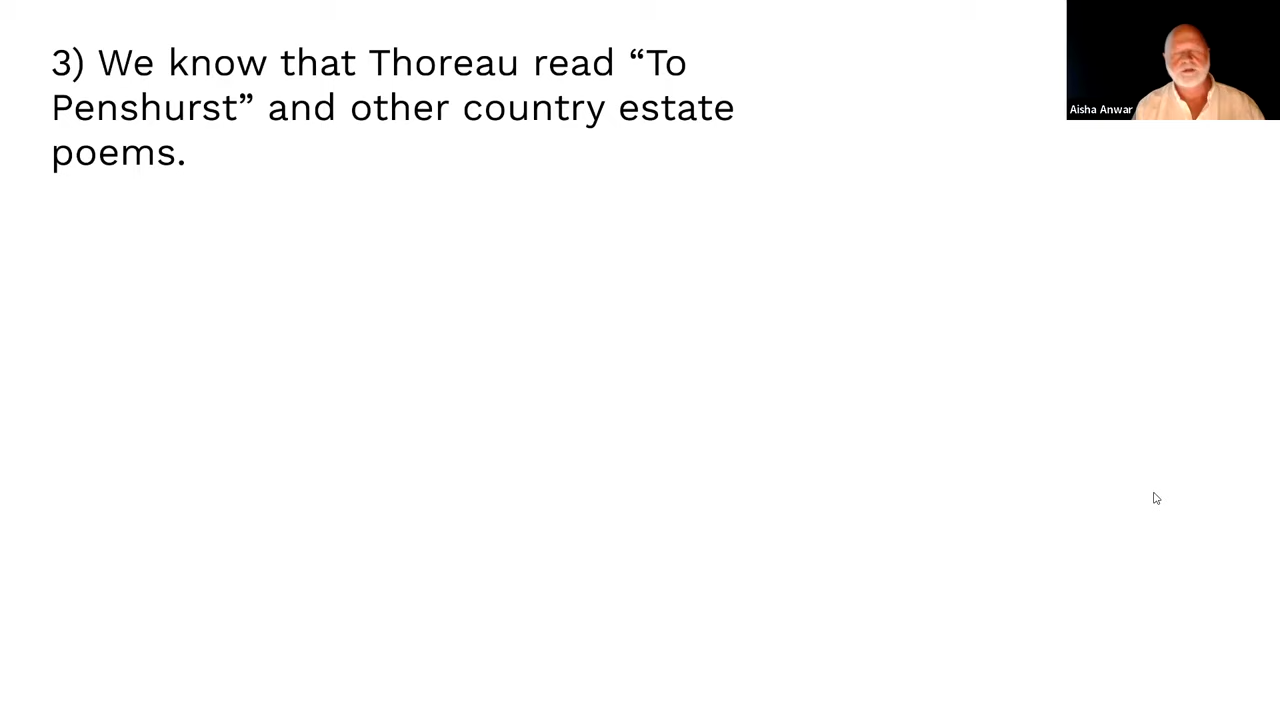 3) We know that Thoreau read “To
Penshurst” and other country estate
poems.
Aisha Anwar